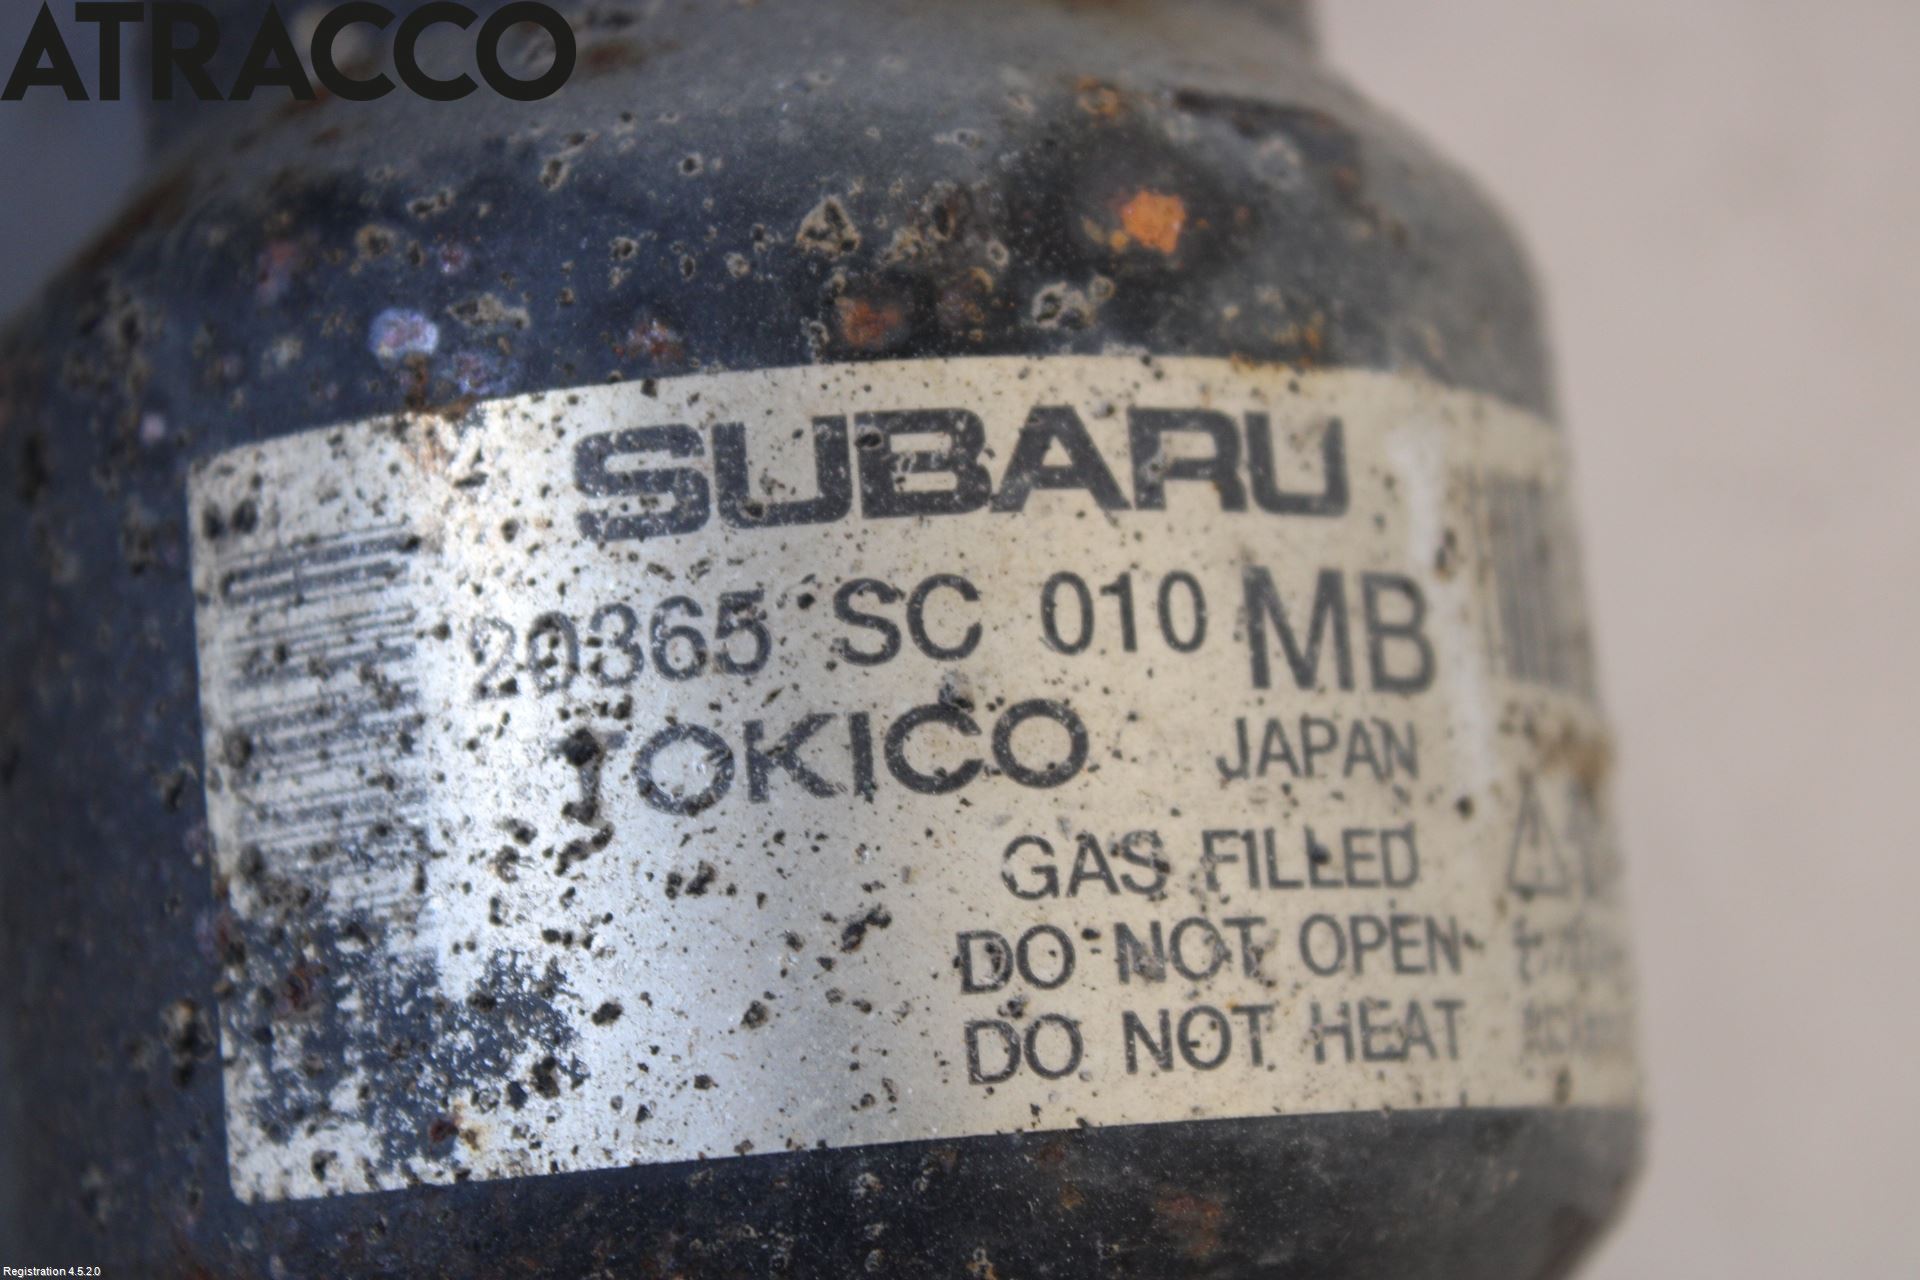 ATRACCO
SUBARU
20365 SC 010 MB
TOKICO JAPAN
GAS FILLED
DO NOT OPEN
DO NOT HEAT
Registration 4.5.2.0